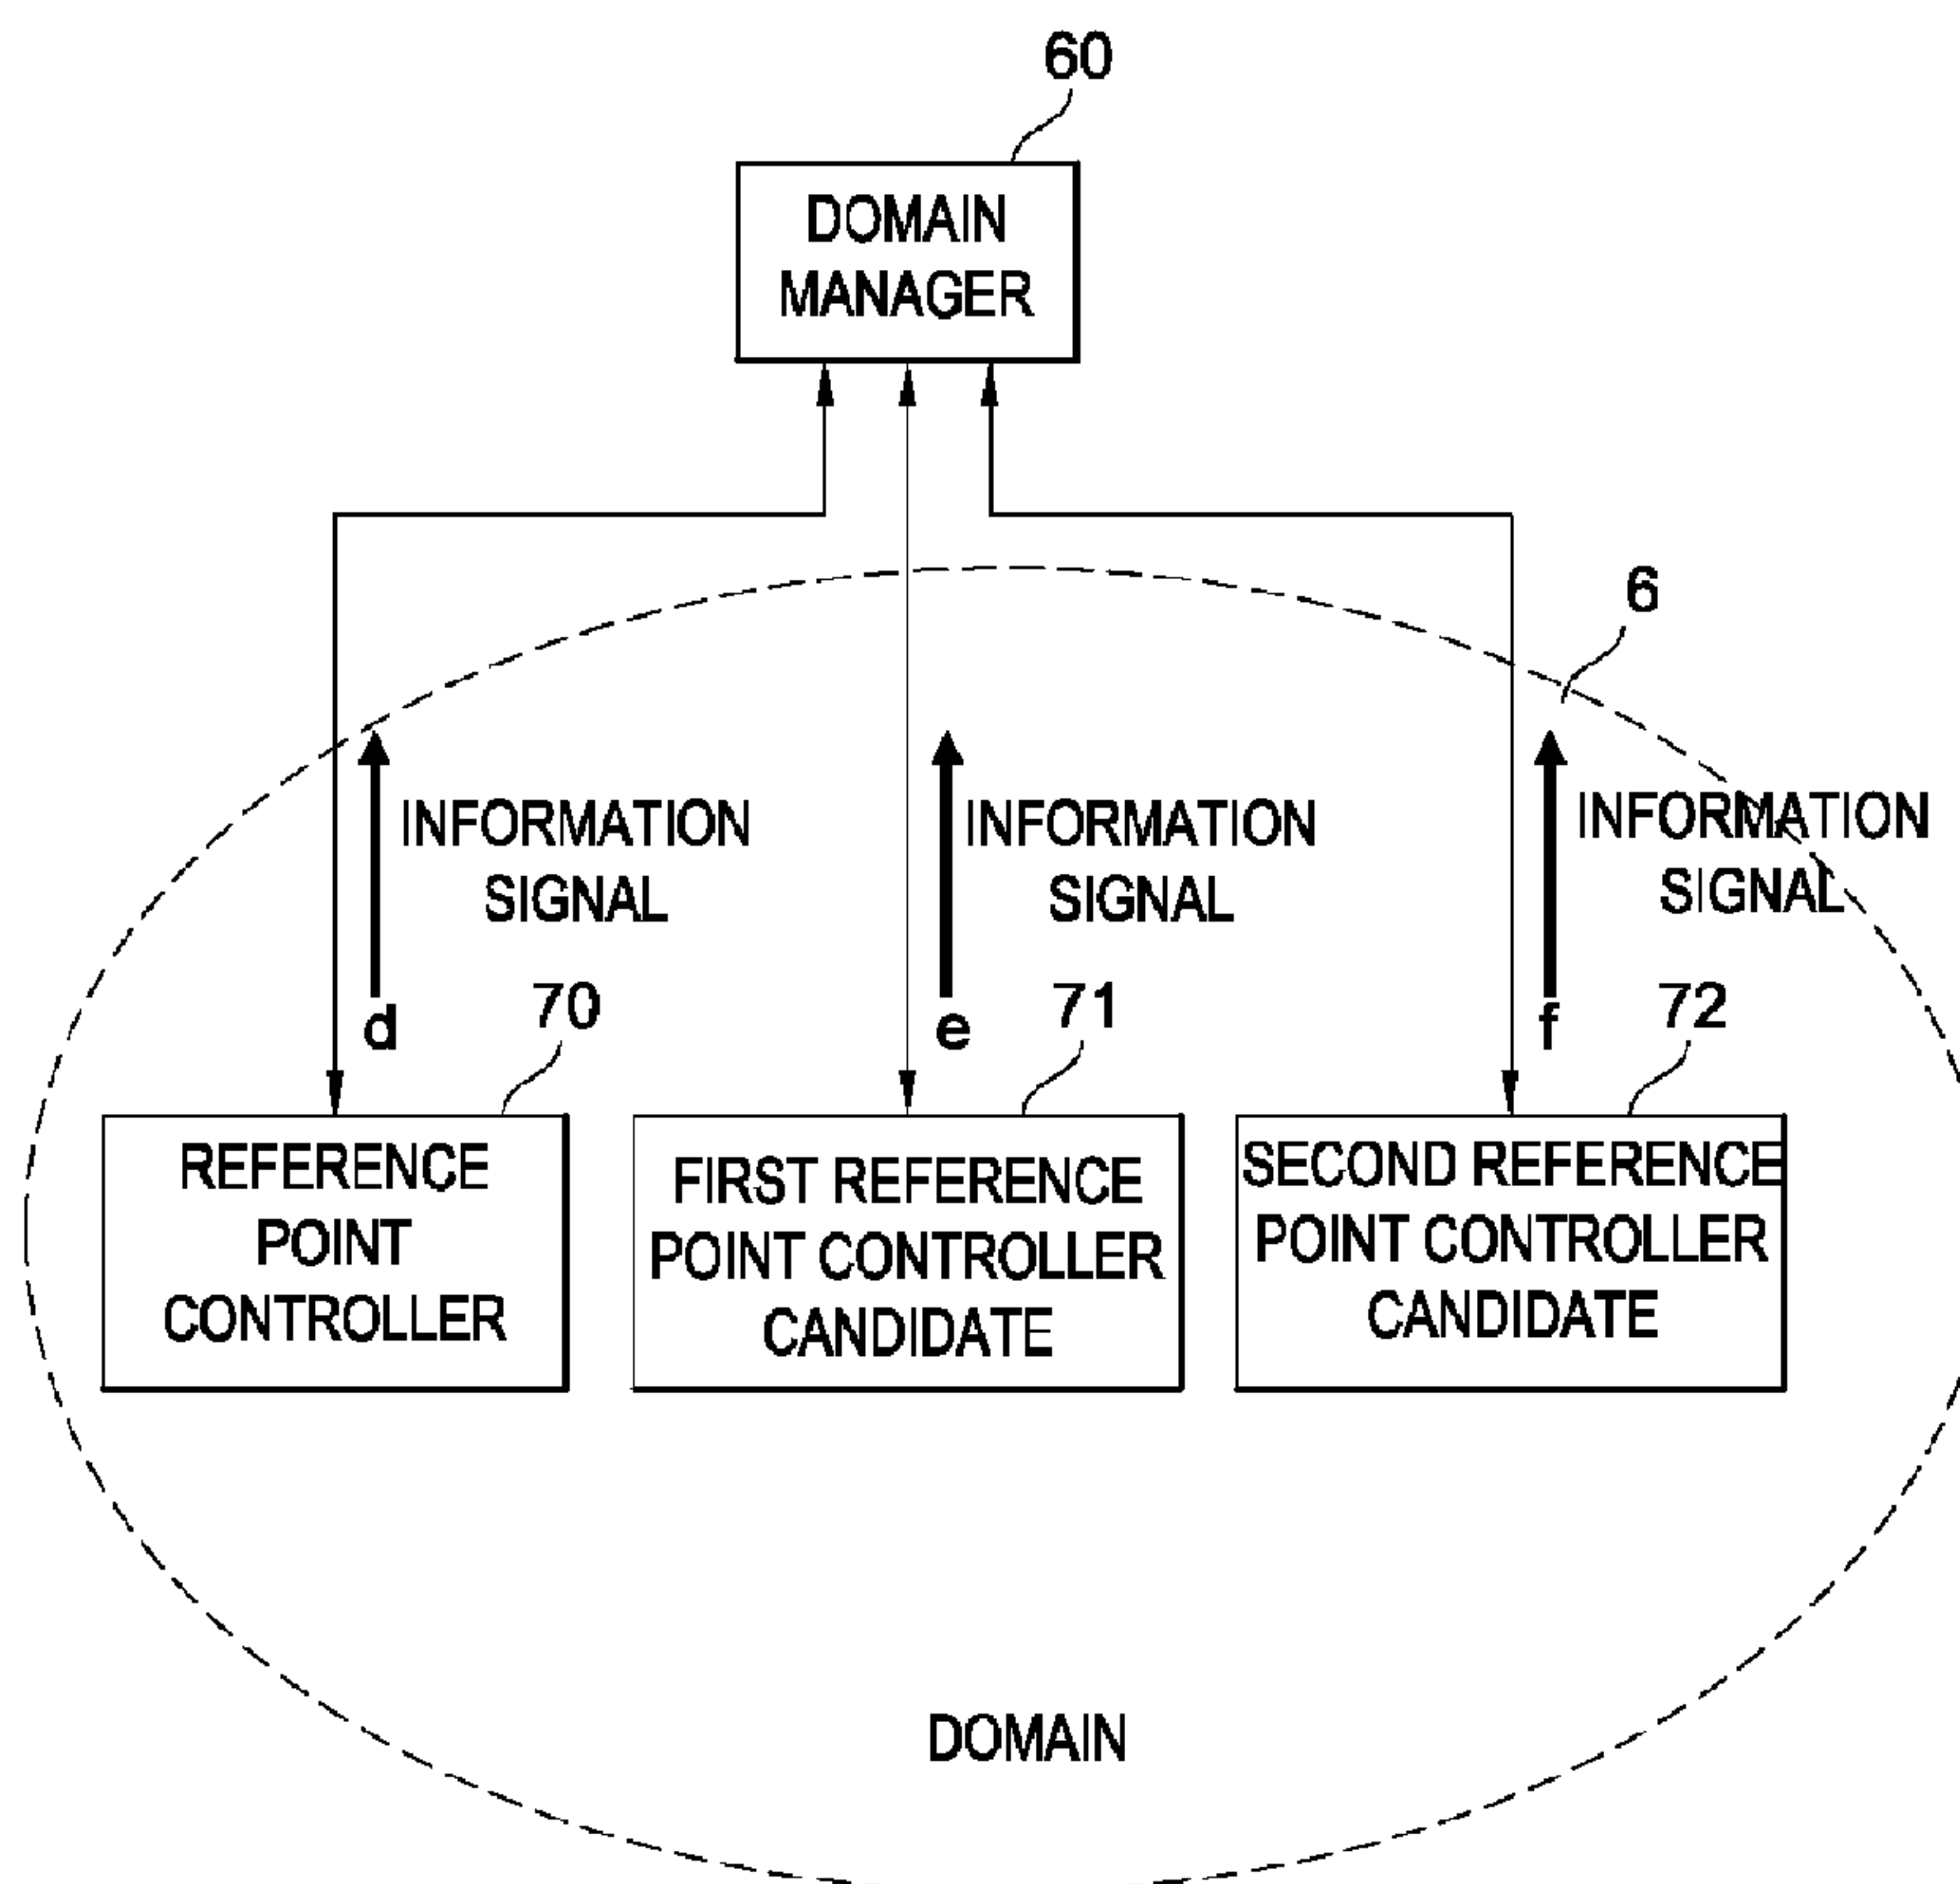 60
DOMAIN
MANAGER
6
INFORMATION
SIGNAL
INFORMATION
SIGNAL
INFORMATION
SIGNAL
d
70
e
71
f
72
REFERENCE
POINT
CONTROLLER
FIRST REFERENCE
POINT CONTROLLER
CANDIDATE
SECOND REFERENCE
POINT CONTROLLER
CANDIDATE
DOMAIN